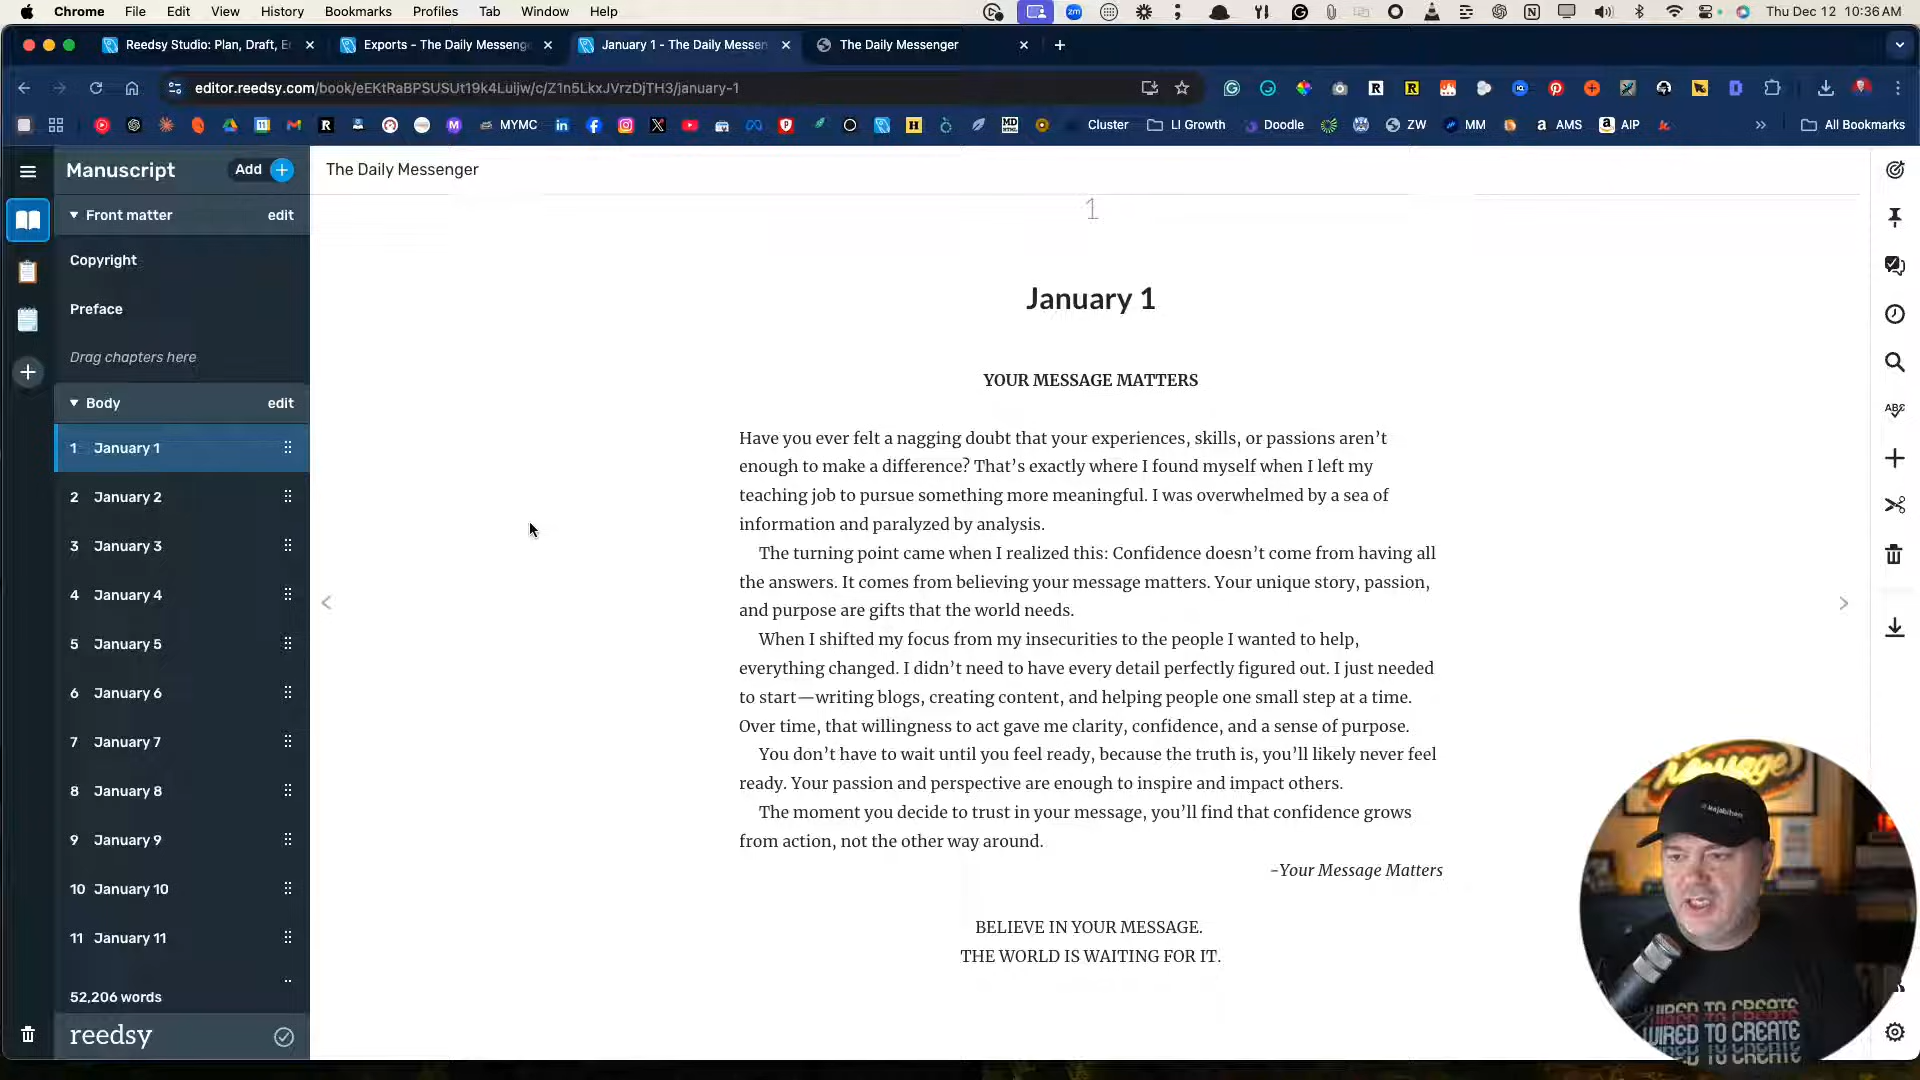 Chrome File Edit View History Bookmarks Profiles Tab Window Help Thu Dec 12 10:36 AM
Reedsy Studio: Plan, Draft, E
Exports - The Daily Messeng
January 1 - The Daily Messen
The Daily Messenger
editor.reedsy.com/book/eEKtRaBPSUSUt19k4Luljw/c/Z1n5LkxJVrzDjTH3/january-1
MYMC Cluster LI Growth Doodle ZW MM AMS AIP All Bookmarks
Manuscript Add
The Daily Messenger
Front matter edit
Copyright
Preface
Drag chapters here
Body edit
1 January 1
2 January 2
3 January 3
4 January 4
5 January 5
6 January 6
7 January 7
8 January 8
9 January 9
10 January 10
11 January 11
52,206 words
reedsy
1
January 1
YOUR MESSAGE MATTERS
Have you ever felt a nagging doubt that your experiences, skills, or passions aren’t
enough to make a difference? That’s exactly where I found myself when I left my
teaching job to pursue something more meaningful. I was overwhelmed by a sea of
information and paralyzed by analysis.
The turning point came when I realized this: Confidence doesn’t come from having all
the answers. It comes from believing your message matters. Your unique story, passion,
and purpose are gifts that the world needs.
When I shifted my focus from my insecurities to the people I wanted to help,
everything changed. I didn’t need to have every detail perfectly figured out. I just needed
to start—writing blogs, creating content, and helping people one small step at a time.
Over time, that willingness to act gave me clarity, confidence, and a sense of purpose.
You don’t have to wait until you feel ready, because the truth is, you’ll likely never feel
ready. Your passion and perspective are enough to inspire and impact others.
The moment you decide to trust in your message, you’ll find that confidence grows
from action, not the other way around.
–Your Message Matters
BELIEVE IN YOUR MESSAGE.
THE WORLD IS WAITING FOR IT.
ABC
Message
WIRED TO CREATE
WIRED TO CREATE
WIRED TO CREATE